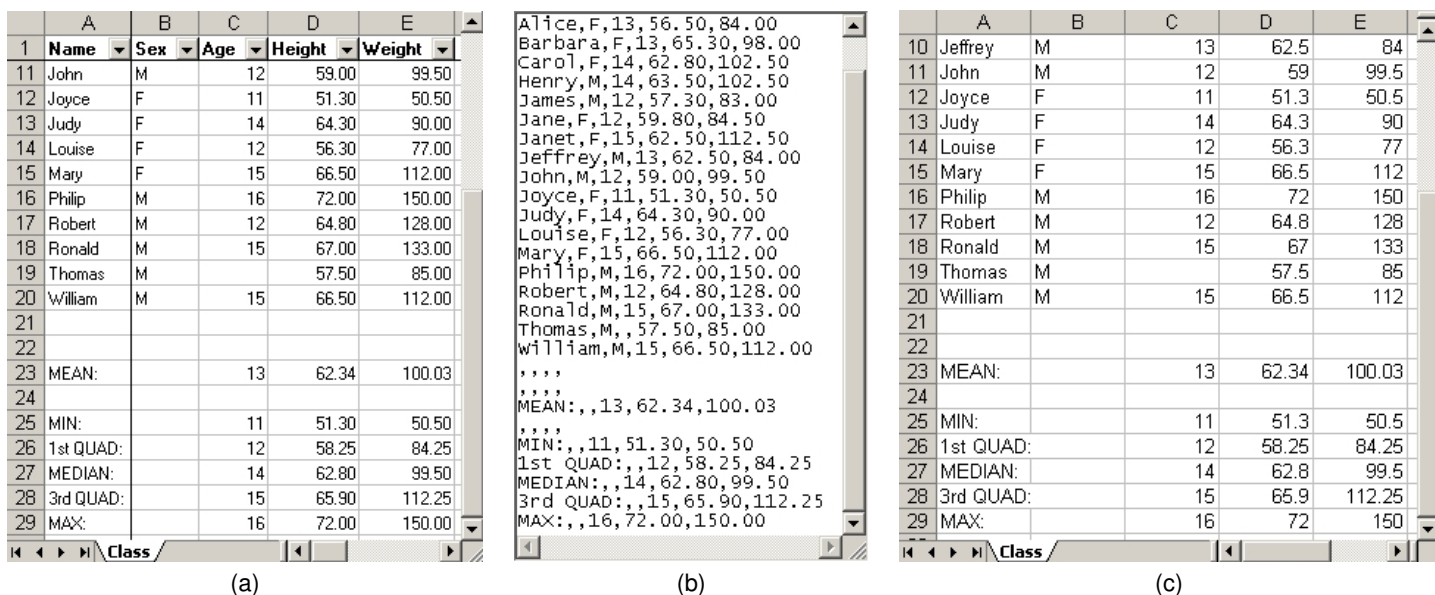 A B C D E
1 Name Sex Age Height Weight
11 John M 12 59.00 99.50
12 Joyce F 11 51.30 50.50
13 Judy F 14 64.30 90.00
14 Louise F 12 56.30 77.00
15 Mary F 15 66.50 112.00
16 Philip M 16 72.00 150.00
17 Robert M 12 64.80 128.00
18 Ronald M 15 67.00 133.00
19 Thomas M 57.50 85.00
20 William M 15 66.50 112.00
21
22
23 MEAN: 13 62.34 100.03
24
25 MIN: 11 51.30 50.50
26 1st QUAD: 12 58.25 84.25
27 MEDIAN: 14 62.80 99.50
28 3rd QUAD: 15 65.90 112.25
29 MAX: 16 72.00 150.00
Class
(a)
Alice,F,13,56.50,84.00
Barbara,F,13,65.30,98.00
Carol,F,14,62.80,102.50
Henry,M,14,63.50,102.50
James,M,12,57.30,83.00
Jane,F,12,59.80,84.50
Janet,F,15,62.50,112.50
Jeffrey,M,13,62.50,84.00
John,M,12,59.00,99.50
Joyce,F,11,51.30,50.50
Judy,F,14,64.30,90.00
Louise,F,12,56.30,77.00
Mary,F,15,66.50,112.00
Philip,M,16,72.00,150.00
Robert,M,12,64.80,128.00
Ronald,M,15,67.00,133.00
Thomas,M,,57.50,85.00
William,M,15,66.50,112.00
,,,,
,,,,
MEAN:,,13,62.34,100.03
,,,,
MIN:,,11,51.30,50.50
1st QUAD:,,12,58.25,84.25
MEDIAN:,,14,62.80,99.50
3rd QUAD:,,15,65.90,112.25
MAX:,,16,72.00,150.00
(b)
A B C D E
10 Jeffrey M 13 62.5 84
11 John M 12 59 99.5
12 Joyce F 11 51.3 50.5
13 Judy F 14 64.3 90
14 Louise F 12 56.3 77
15 Mary F 15 66.5 112
16 Philip M 16 72 150
17 Robert M 12 64.8 128
18 Ronald M 15 67 133
19 Thomas M 57.5 85
20 William M 15 66.5 112
21
22
23 MEAN: 13 62.34 100.03
24
25 MIN: 11 51.3 50.5
26 1st QUAD: 12 58.25 84.25
27 MEDIAN: 14 62.8 99.5
28 3rd QUAD: 15 65.9 112.25
29 MAX: 16 72 150
Class
(c)